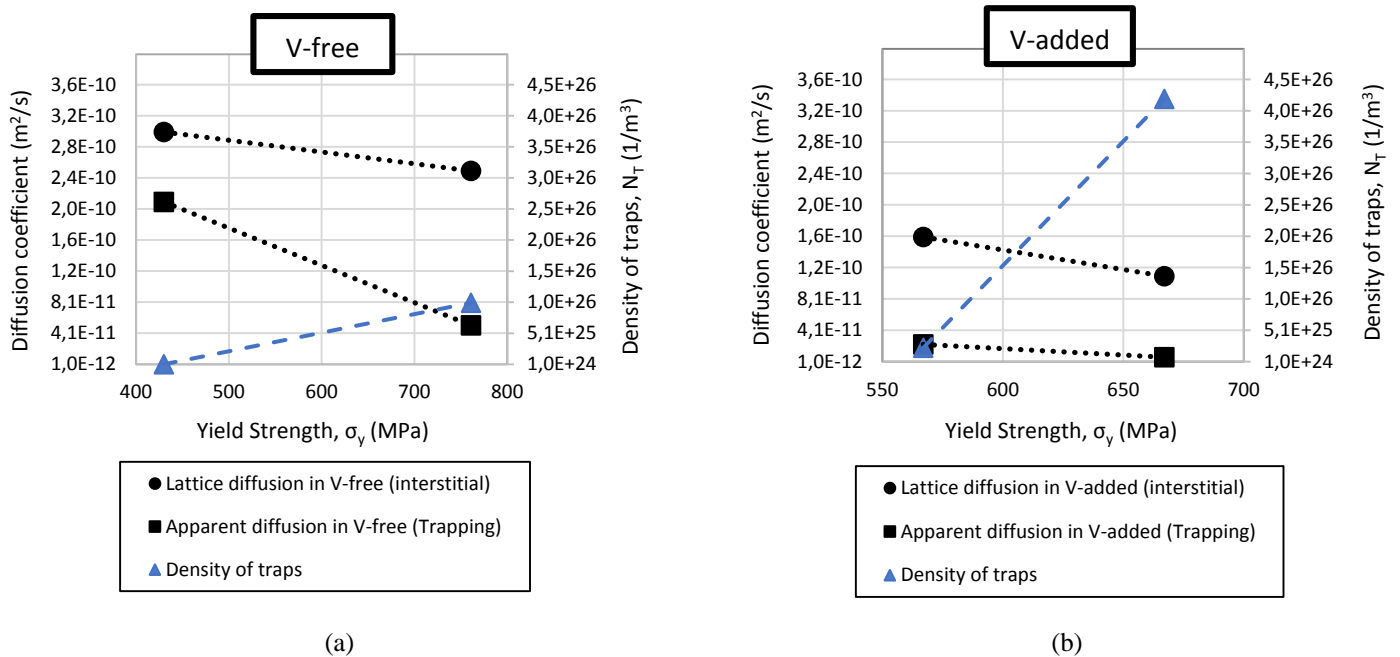 V-free
Diffusion coefficient (m²/s)
3,6E-10
3,2E-10
2,8E-10
2,4E-10
2,0E-10
1,6E-10
1,2E-10
8,1E-11
4,1E-11
1,0E-12
4,5E+26
4,0E+26
3,5E+26
3,0E+26
2,5E+26
2,0E+26
1,5E+26
1,0E+26
5,1E+25
1,0E+24
Density of traps, N_T (1/m³)
400 500 600 700 800
Yield Strength, σ_y (MPa)
Lattice diffusion in V-free (interstitial)
Apparent diffusion in V-free (Trapping)
Density of traps
(a)
V-added
Diffusion coefficient (m²/s)
3,6E-10
3,2E-10
2,8E-10
2,4E-10
2,0E-10
1,6E-10
1,2E-10
8,1E-11
4,1E-11
1,0E-12
4,5E+26
4,0E+26
3,5E+26
3,0E+26
2,5E+26
2,0E+26
1,5E+26
1,0E+26
5,1E+25
1,0E+24
Density of traps, N_T (1/m³)
550 600 650 700
Yield Strength, σ_y (MPa)
Lattice diffusion in V-added (interstitial)
Apparent diffusion in V-added (Trapping)
Density of traps
(b)